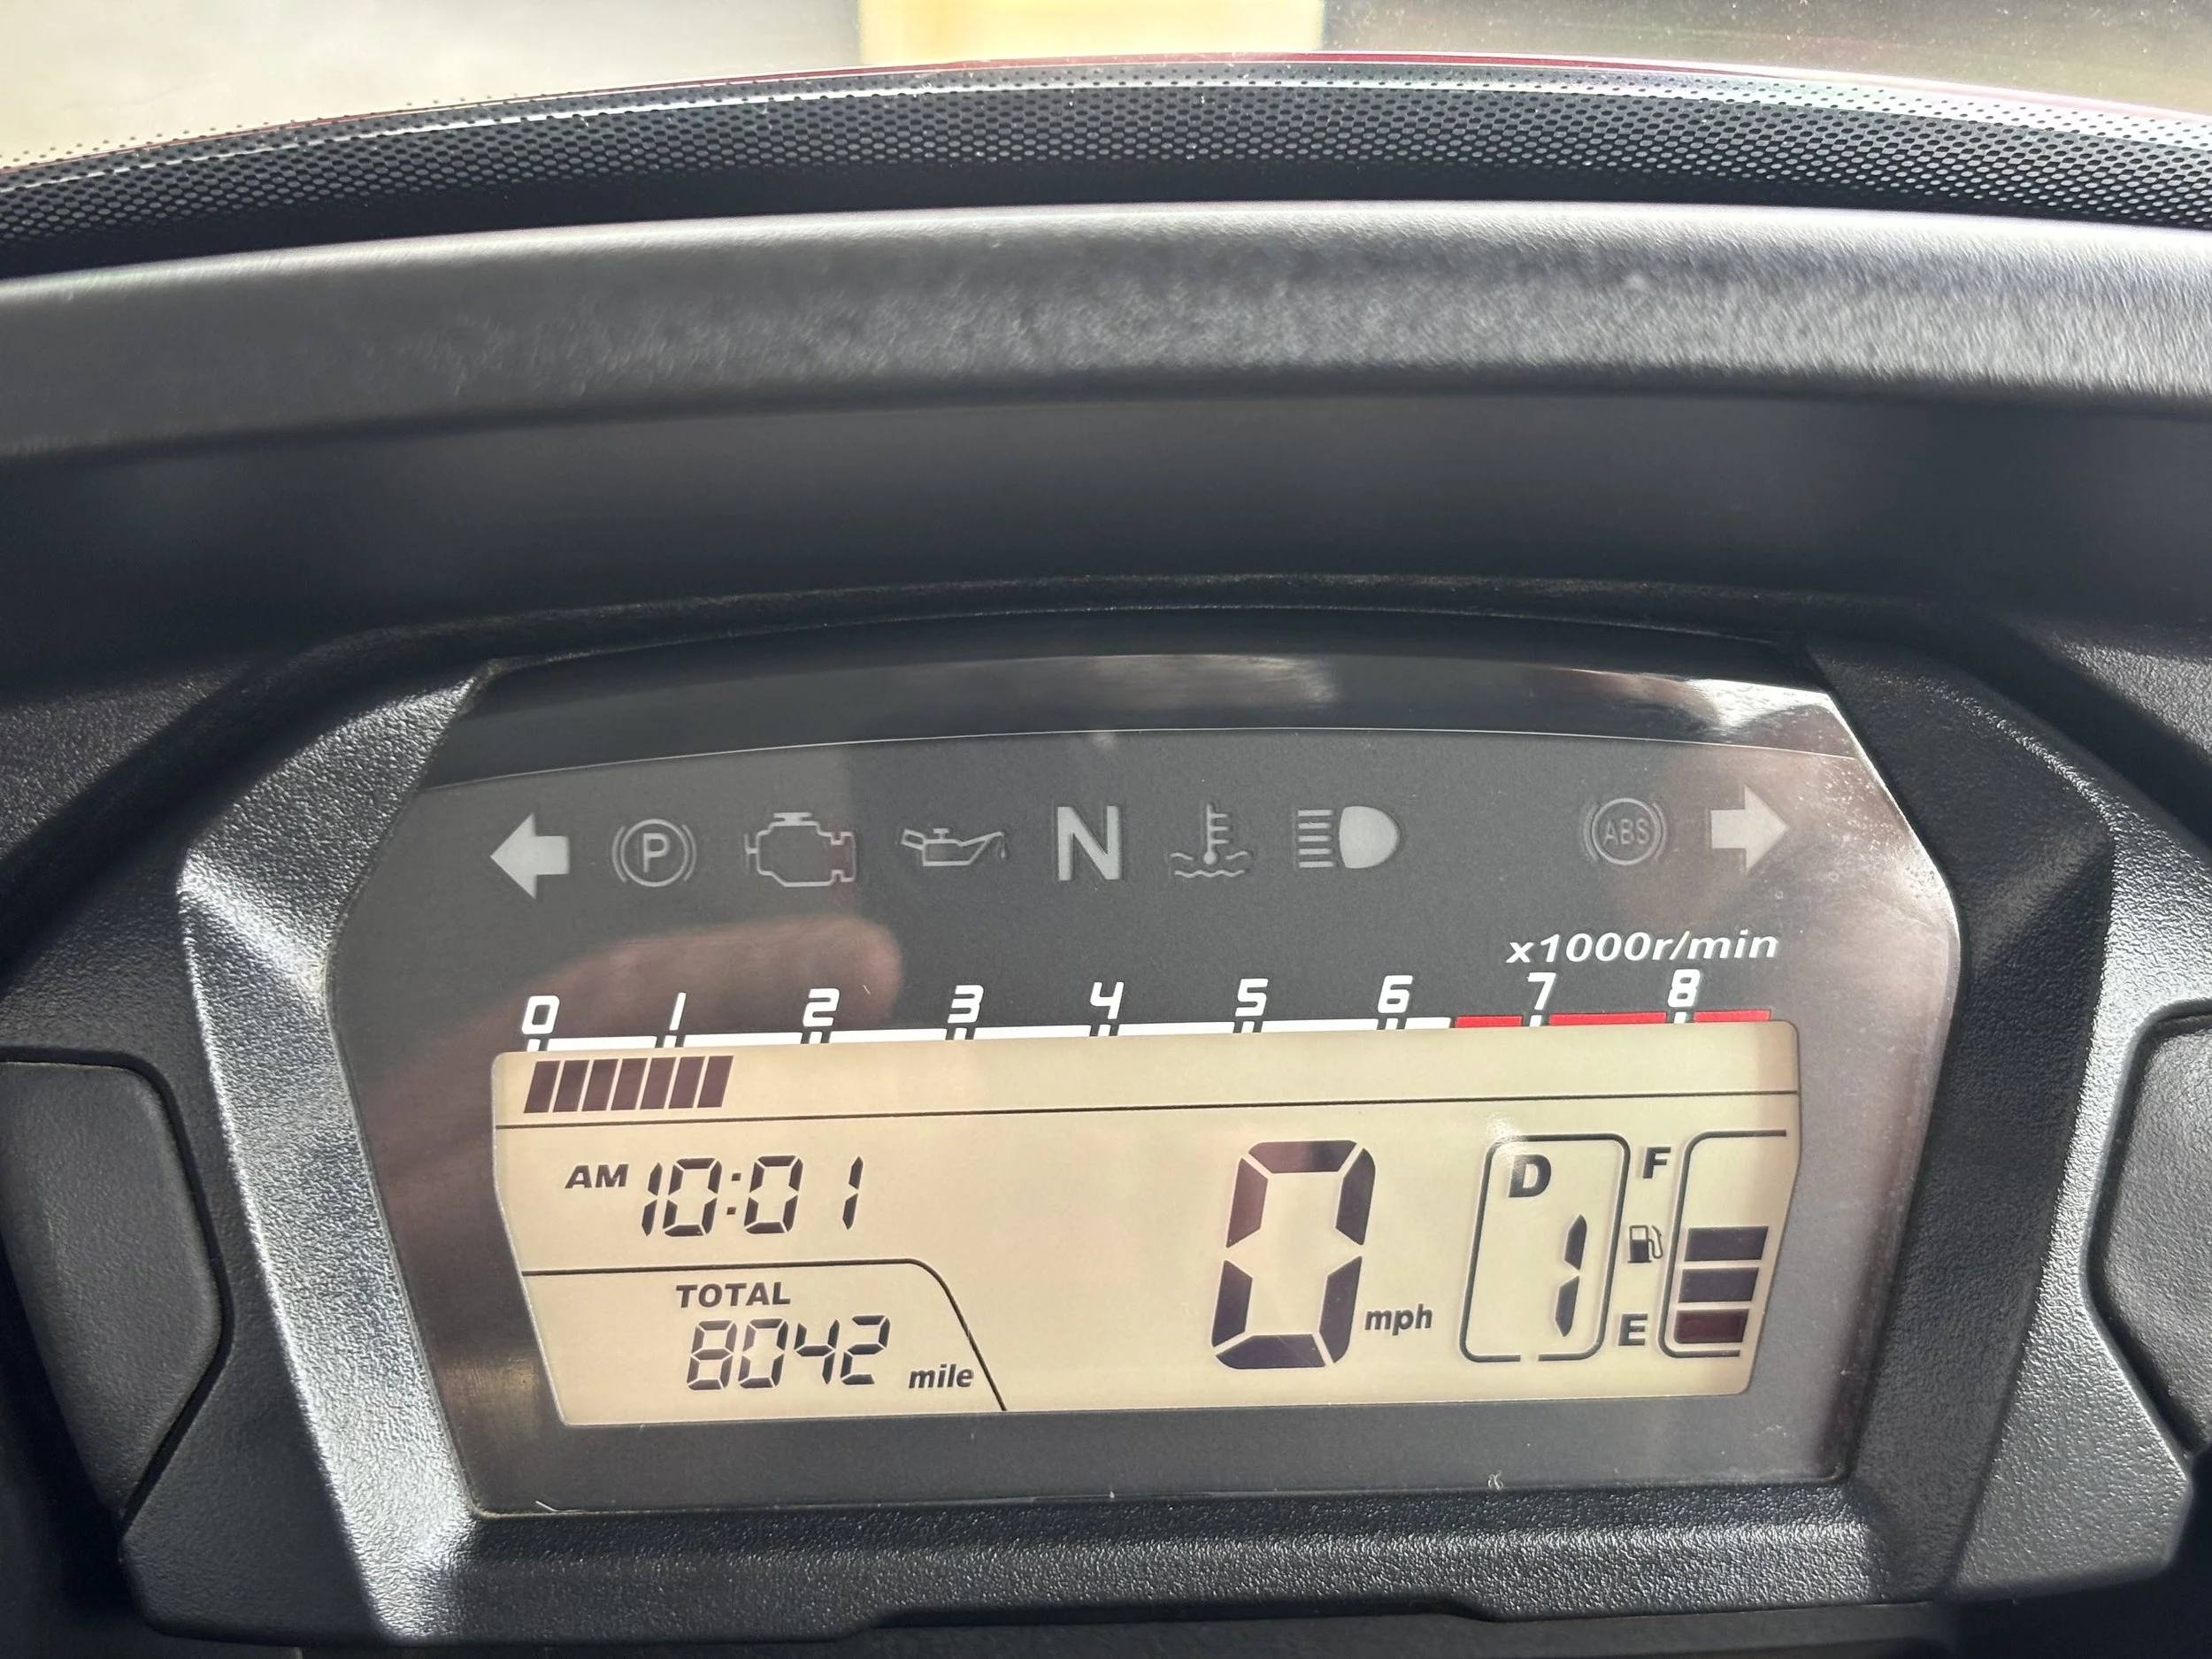 P N ABS
x1000r/min
0 1 2 3 4 5 6 7 8
AM 10:01
0 mph
D
1
F
E
TOTAL
8042 mile